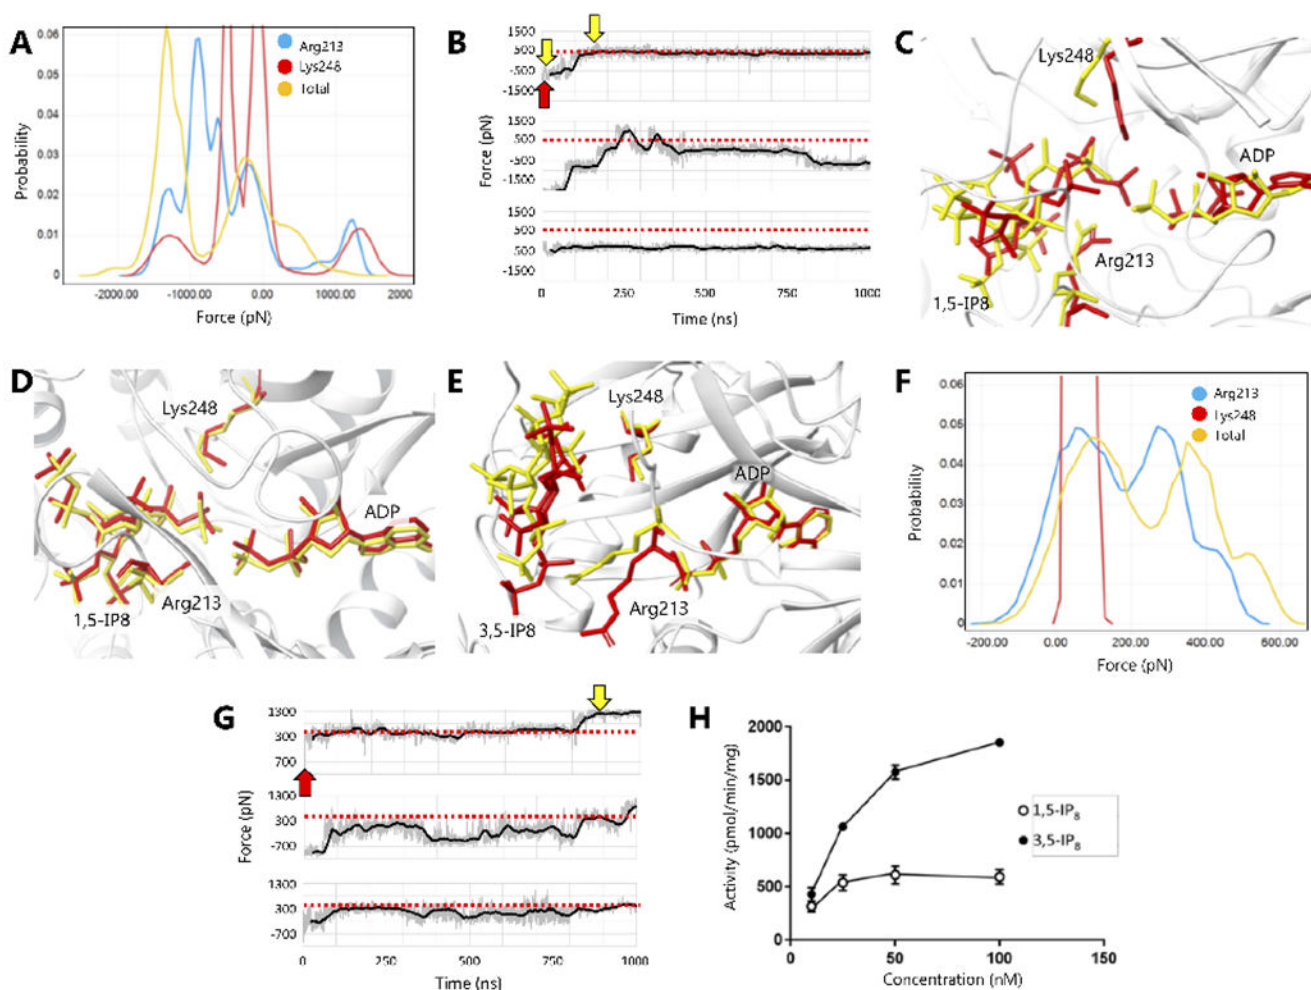 A
0.06
0.05
0.04
0.03
0.02
0.01
0
Probability
Arg213
Lys248
Total
-2000.00 -1000.00 0.00 1000.00 2000
Force (pN)
B
1500
500
-500
-1500
1500
500
-500
-1500
1500
500
-500
-1500
Force (pN)
0 250 500 750 1000
Time (ns)
C
Lys248
ADP
Arg213
1,5-IP8
D
Lys248
ADP
1,5-IP8
Arg213
E
Lys248
ADP
3,5-IP8
Arg213
F
0.06
0.05
0.04
0.03
0.02
0.01
0
Probability
Arg213
Lys248
Total
-200.00 0.00 200.00 400.00 600.00
Force (pN)
G
1300
300
700
1300
300
-700
1300
300
-700
Force (pN)
0 250 500 750 1000
Time (ns)
H
2000
1500
1000
500
0
Activity (pmol/min/mg)
1,5-IP₈
3,5-IP₈
0 50 100 150
Concentration (nM)